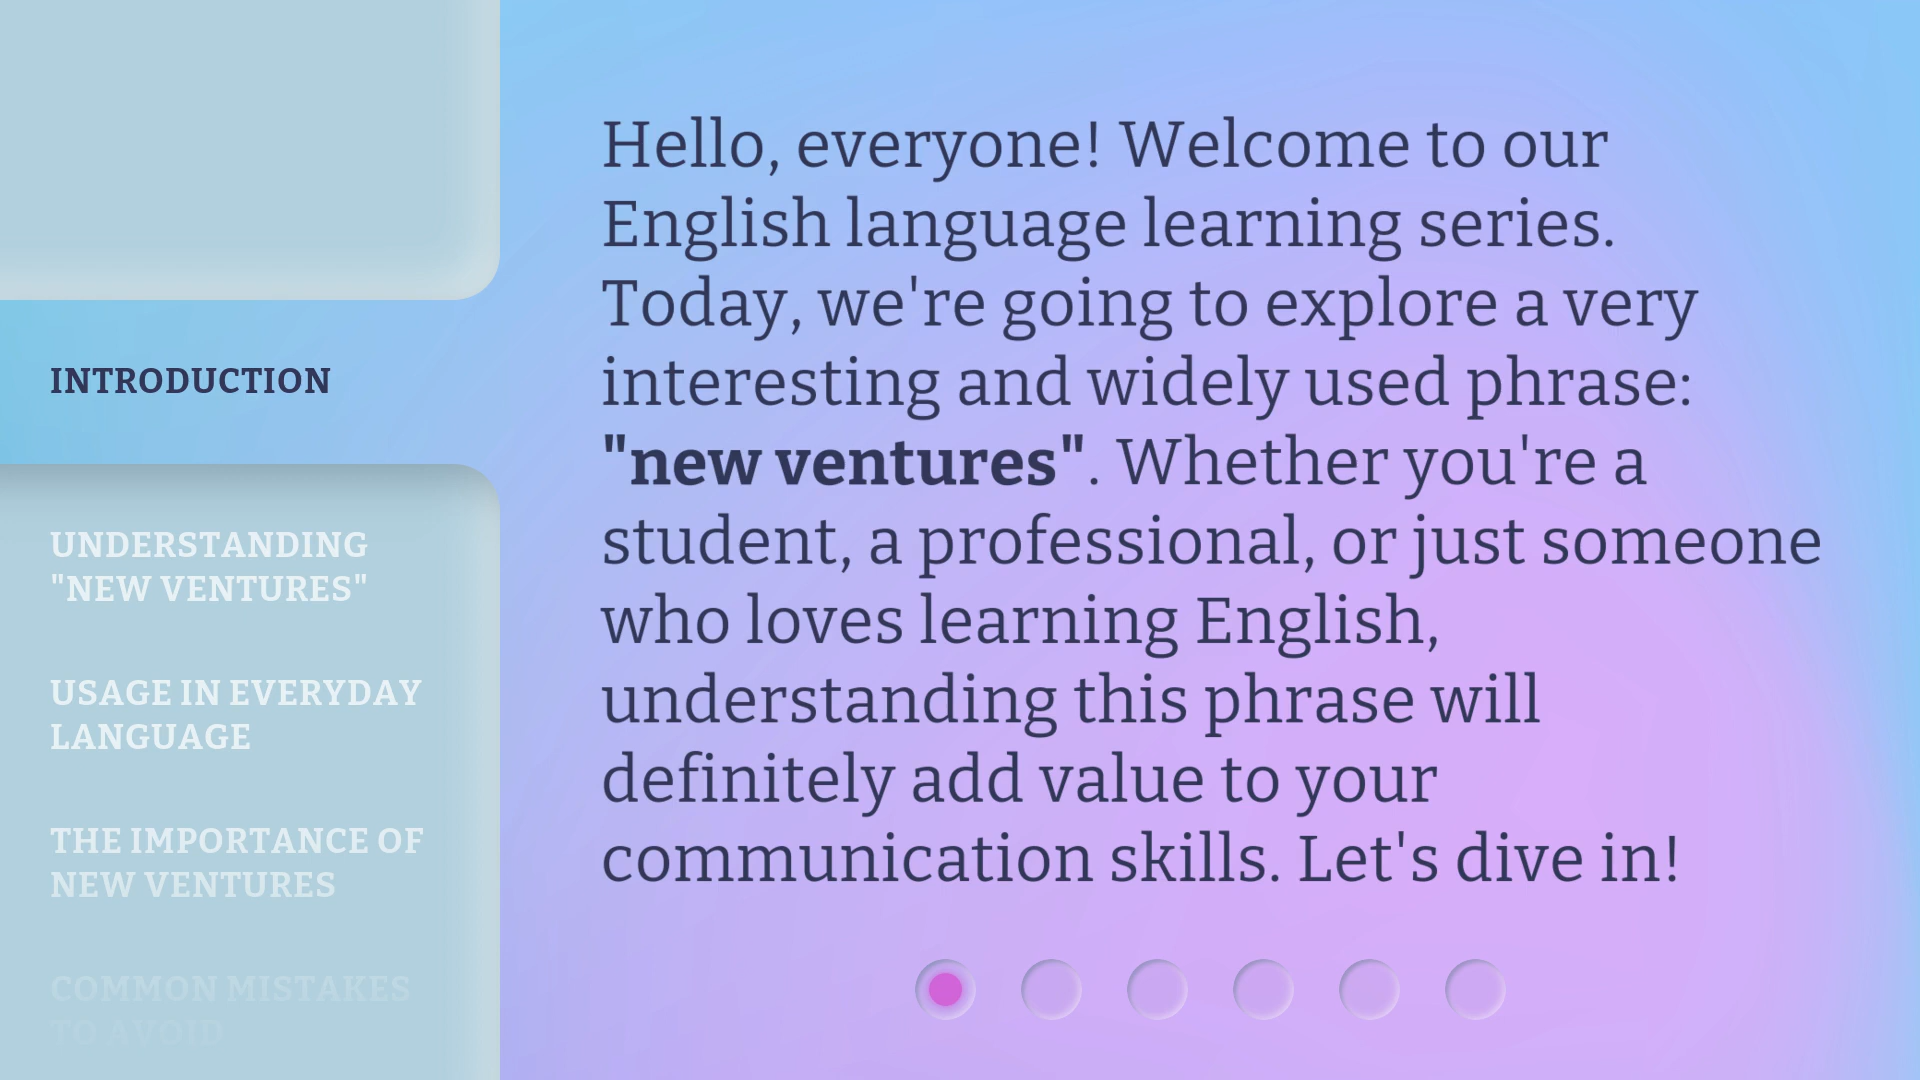 INTRODUCTION
UNDERSTANDING
"NEW VENTURES"
USAGE IN EVERYDAY
LANGUAGE
THE IMPORTANCE OF
NEW VENTURES
COMMON MISTAKES
TO AVOID
Hello, everyone! Welcome to our
English language learning series.
Today, we're going to explore a very
interesting and widely used phrase:
"new ventures". Whether you're a
student, a professional, or just someone
who loves learning English,
understanding this phrase will
definitely add value to your
communication skills. Let's dive in!